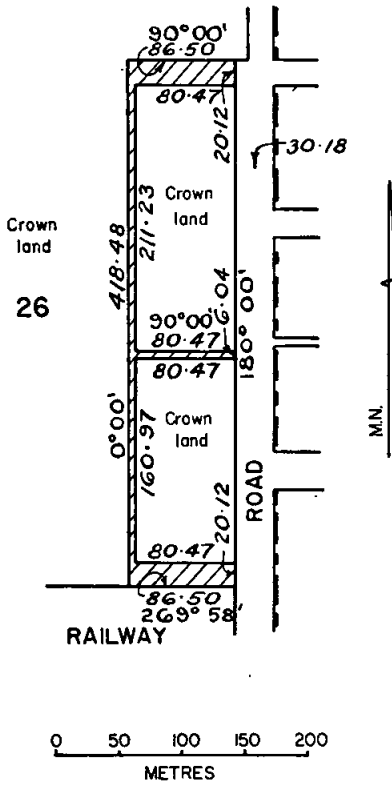 90°00'
86·50
80·47
20·12
30·18
Crown
land
Crown
land
26
418·48
211·23
6·04
180° 00'
90°00'
80·47
80·47
0°00'
160·97
Crown
land
20·12
ROAD
80·47
86·50
269° 58'
RAILWAY
M.N.
0 50 100 150 200
METRES